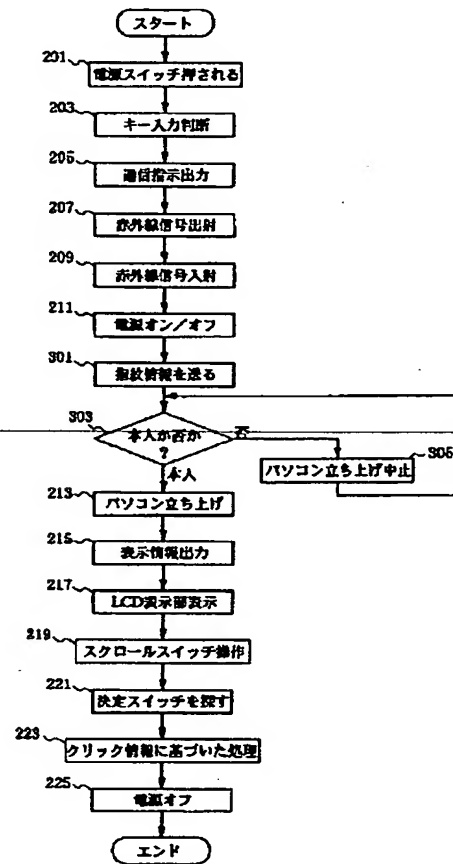 スタート
201
電源スイッチ押される
203
キー入力判断
205
通信指示出力
207
赤外線信号出射
209
赤外線信号入射
211
電源オン/オフ
301
指紋情報を送る
303
本人か否か
?
否
本人
305
パソコン立ち上げ中止
213
パソコン立ち上げ
215
表示情報出力
217
LCD表示部表示
219
スクロールスイッチ操作
221
決定スイッチを探す
223
クリック情報に基づいた処理
225
電源オフ
エンド